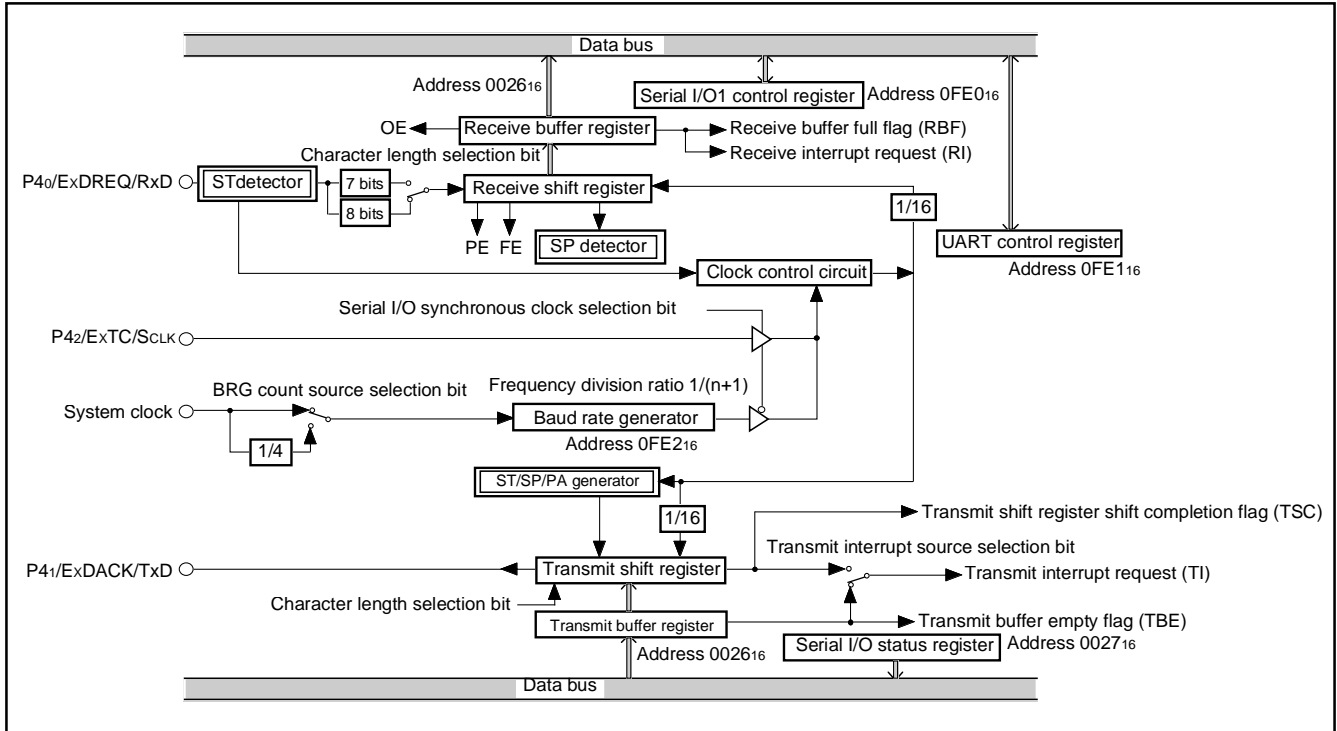 Data bus
Address 0026₁₆
Serial I/O1 control register Address 0FE0₁₆
OE Receive buffer register Receive buffer full flag (RBF)
Receive interrupt request (RI)
Character length selection bit
P4₀/EXDREQ/RxD STdetector 7 bits Receive shift register
8 bits
1/16
PE FE SP detector
UART control register
Address 0FE1₁₆
Clock control circuit
Serial I/O synchronous clock selection bit
P4₂/EXTC/SCLK
BRG count source selection bit Frequency division ratio 1/(n+1)
System clock Baud rate generator
Address 0FE2₁₆
1/4
ST/SP/PA generator
1/16 Transmit shift register shift completion flag (TSC)
Transmit interrupt source selection bit
P4₁/EXDACK/TxD Transmit shift register Transmit interrupt request (TI)
Character length selection bit
Transmit buffer register Transmit buffer empty flag (TBE)
Address 0026₁₆ Serial I/O status register Address 0027₁₆
Data bus